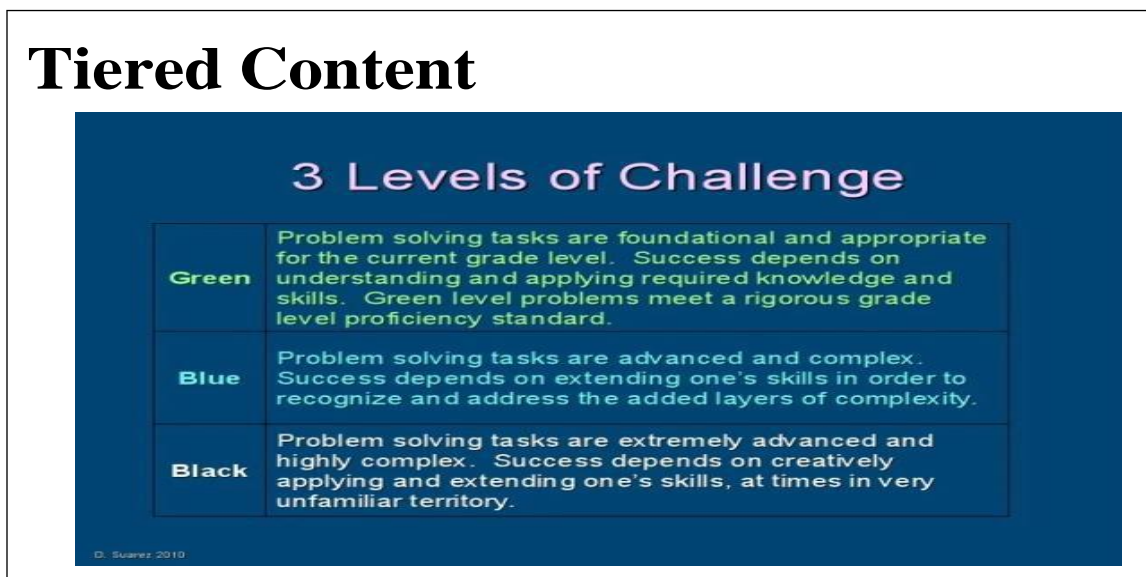 Tiered Content
3 Levels of Challenge
Problem solving tasks are foundational and appropriate
for the current grade level. Success depends on
Green understanding and applying required knowledge and
skills. Green level problems meet a rigorous grade
level proficiency standard.
Problem solving tasks are advanced and complex.
Blue Success depends on extending one's skills in order to
recognize and address the added layers of complexity.
Problem solving tasks are extremely advanced and
highly complex. Success depends on creatively
Black applying and extending one's skills, at times in very
unfamiliar territory.
D. Suarez 2010